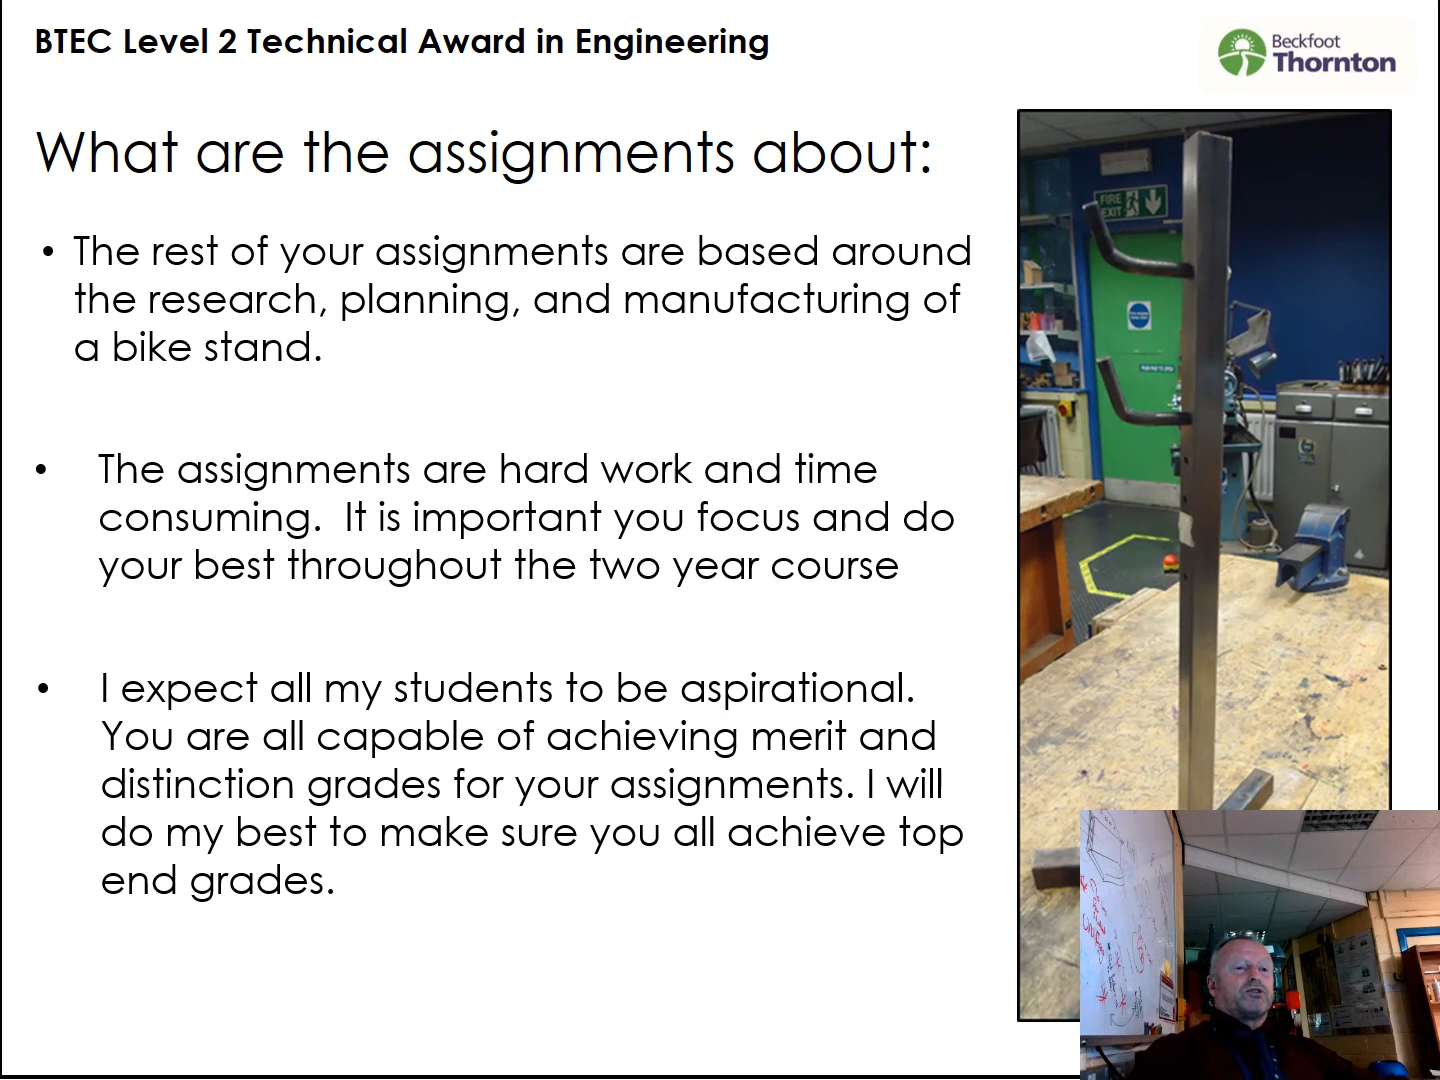 BTEC Level 2 Technical Award in Engineering
Beckfoot
Thornton
What are the assignments about:
• The rest of your assignments are based around
the research, planning, and manufacturing of
a bike stand.
• The assignments are hard work and time
consuming.  It is important you focus and do
your best throughout the two year course
• I expect all my students to be aspirational.
You are all capable of achieving merit and
distinction grades for your assignments. I will
do my best to make sure you all achieve top
end grades.
FIRE
EXIT